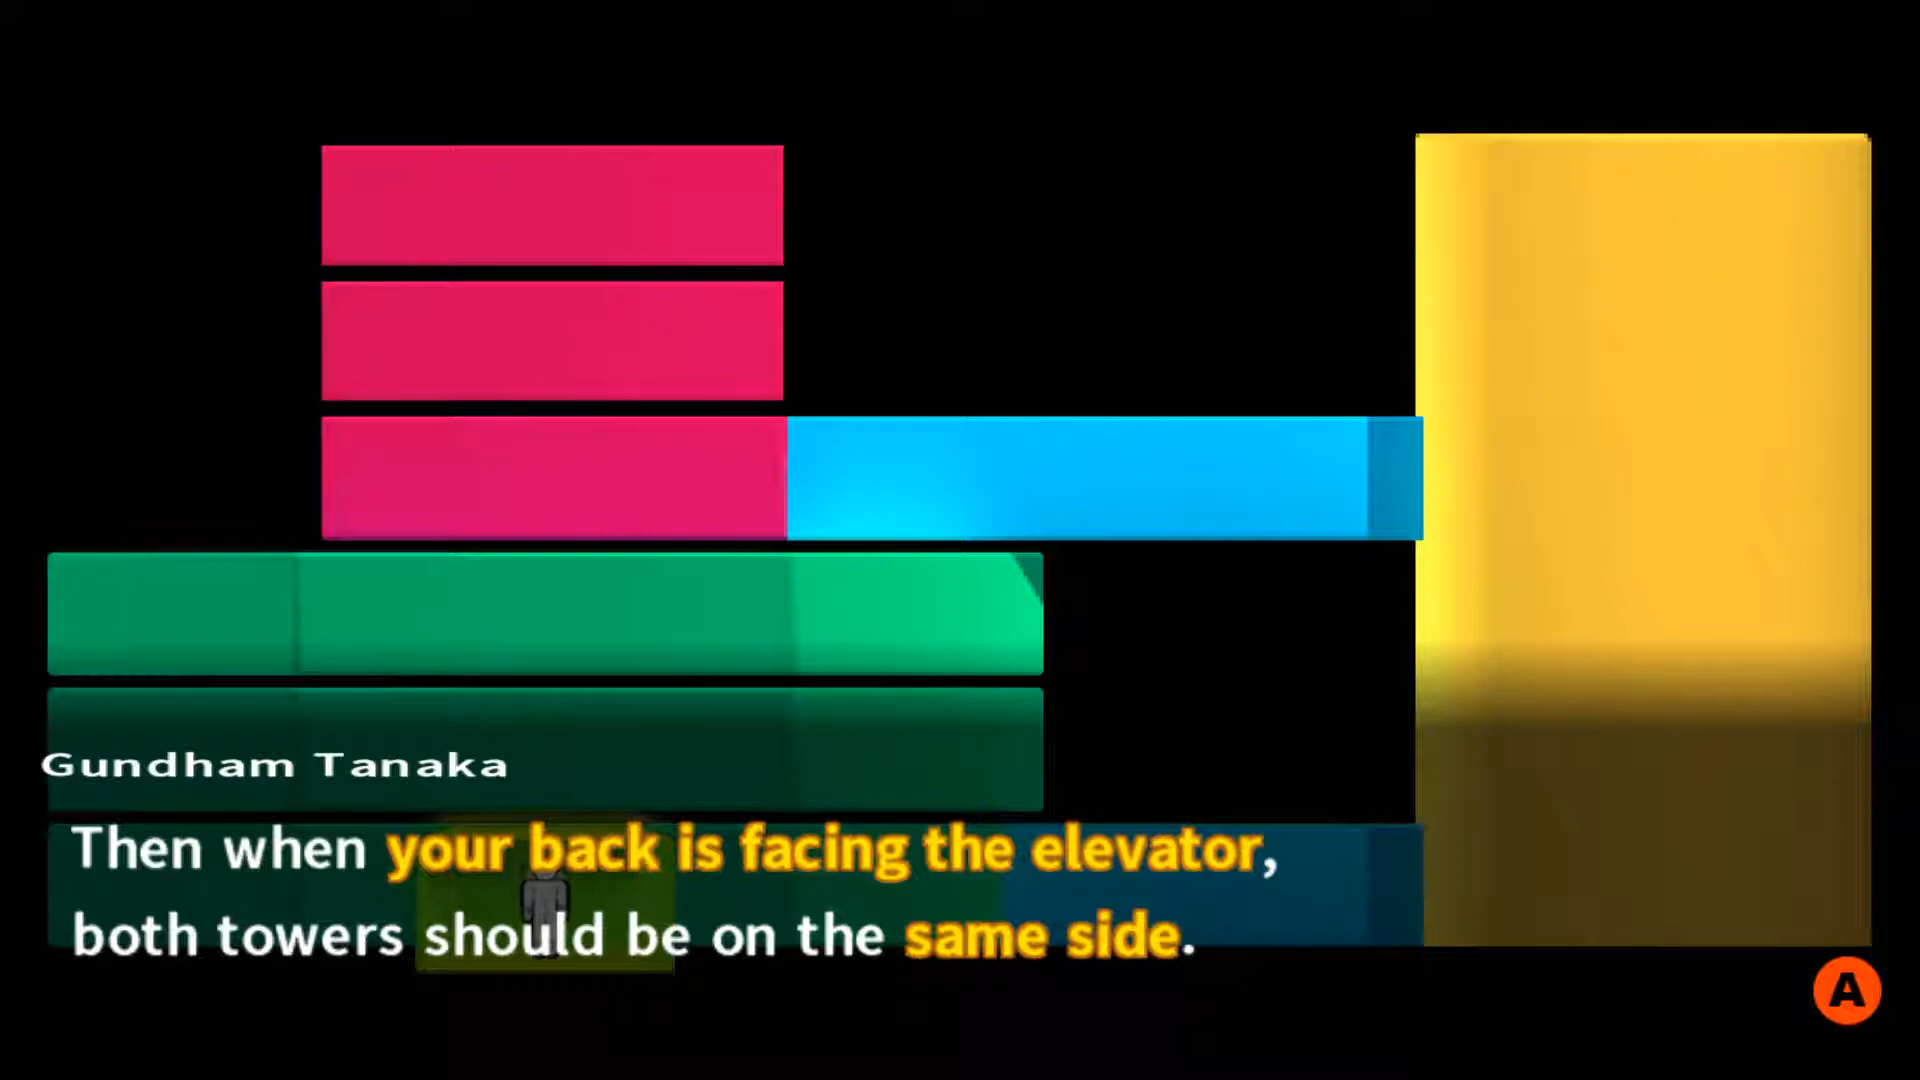 Gundham Tanaka
Then when your back is facing the elevator,
both towers should be on the same side.
A